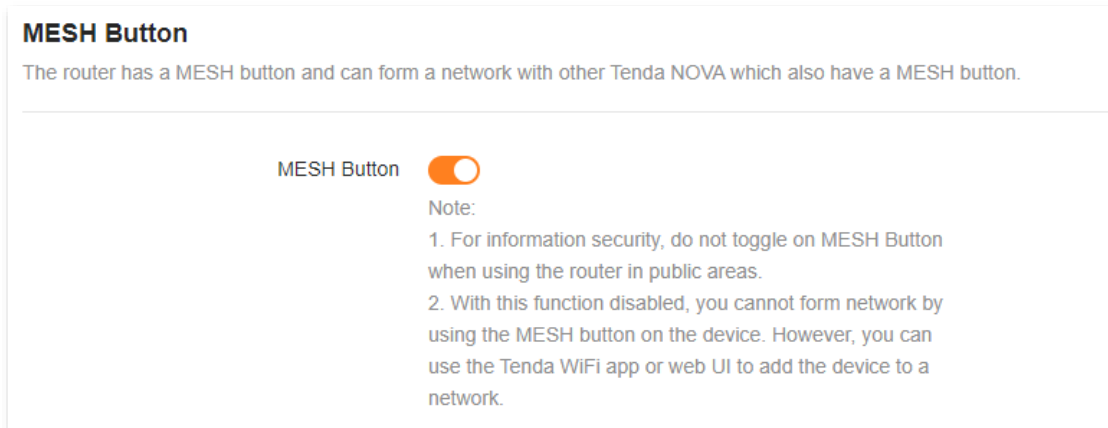 MESH Button
The router has a MESH button and can form a network with other Tenda NOVA which also have a MESH button.
MESH Button
Note:
1. For information security, do not toggle on MESH Button
when using the router in public areas.
2. With this function disabled, you cannot form network by
using the MESH button on the device. However, you can
use the Tenda WiFi app or web UI to add the device to a
network.